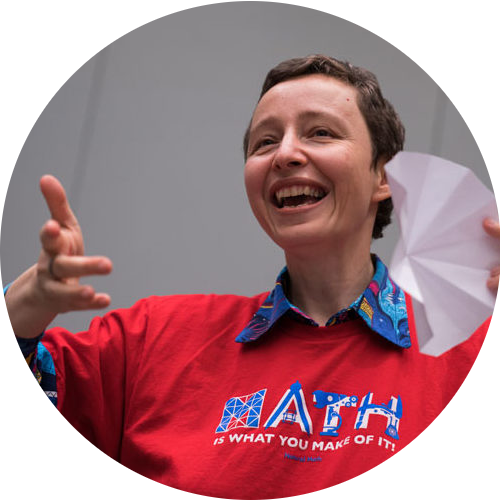 MATH
IS WHAT YOU MAKE OF IT!